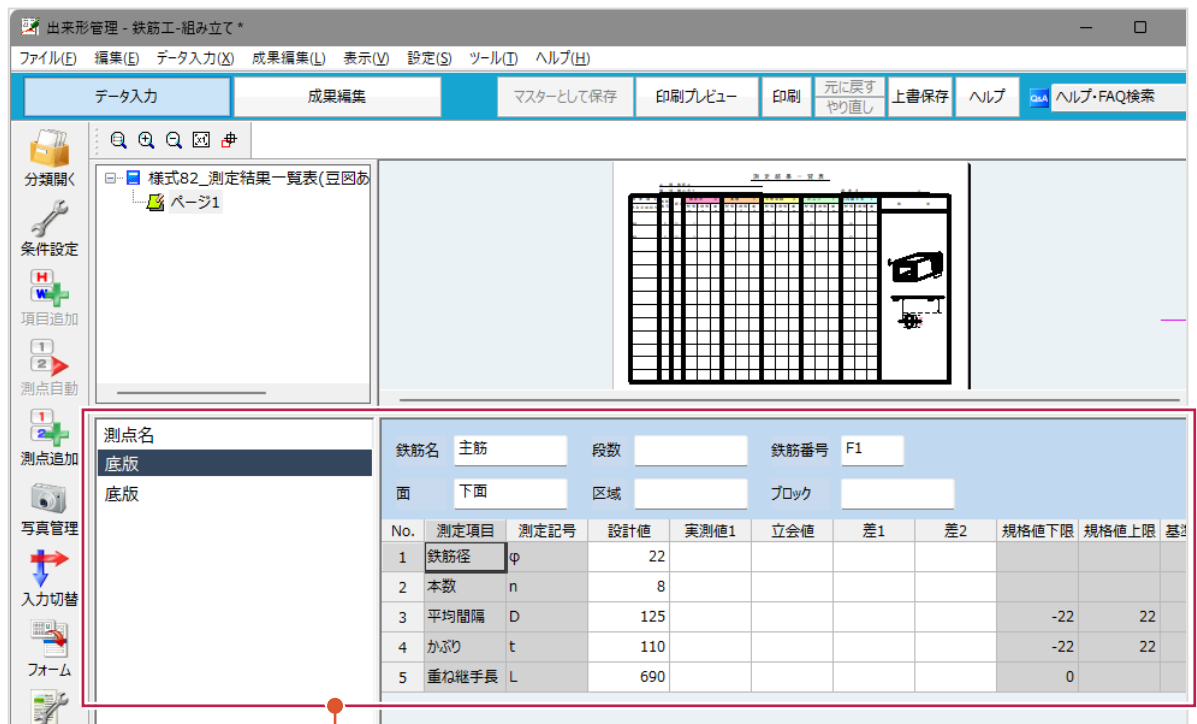 出来形管理 - 鉄筋工-組み立て *
ファイル(F) 編集(E) データ入力(X) 成果編集(L) 表示(V) 設定(S) ツール(T) ヘルプ(H)
データ入力 成果編集 マスターとして保存 印刷プレビュー 印刷 元に戻す やり直し 上書保存 ヘルプ Q&A ヘルプ・FAQ検索
分類開く
条件設定
項目追加
測点自動
測点追加
写真管理
入力切替
フォーム
様式82_測定結果一覧表(豆図あ
ページ1
測定結果一覧表
測点名
底版
底版
鉄筋名 主筋 段数 鉄筋番号 F1
面 下面 区域 ブロック
No. 測定項目 測定記号 設計値 実測値1 立会値 差1 差2 規格値下限 規格値上限
1 鉄筋径 φ 22
2 本数 n 8
3 平均間隔 D 125 -22 22
4 かぶり t 110 -22 22
5 重ね継手長 L 690 0